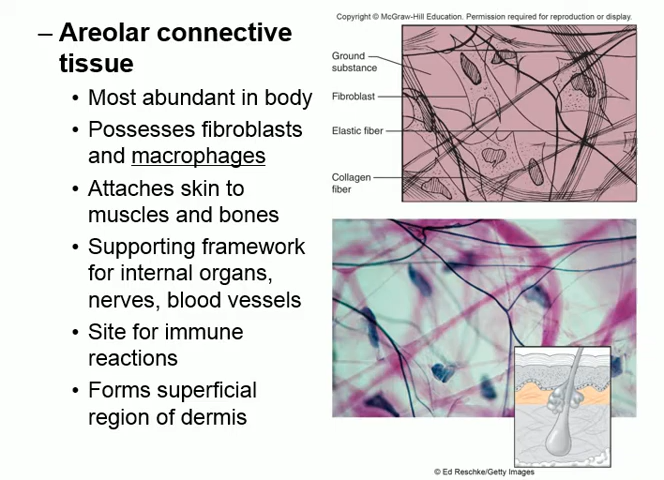 – Areolar connective
tissue
• Most abundant in body
• Possesses fibroblasts
and macrophages
• Attaches skin to
muscles and bones
• Supporting framework
for internal organs,
nerves, blood vessels
• Site for immune
reactions
• Forms superficial
region of dermis
Copyright © McGraw-Hill Education. Permission required for reproduction or display.
Ground
substance
Fibroblast
Elastic fiber
Collagen
fiber
© Ed Reschke/Getty Images